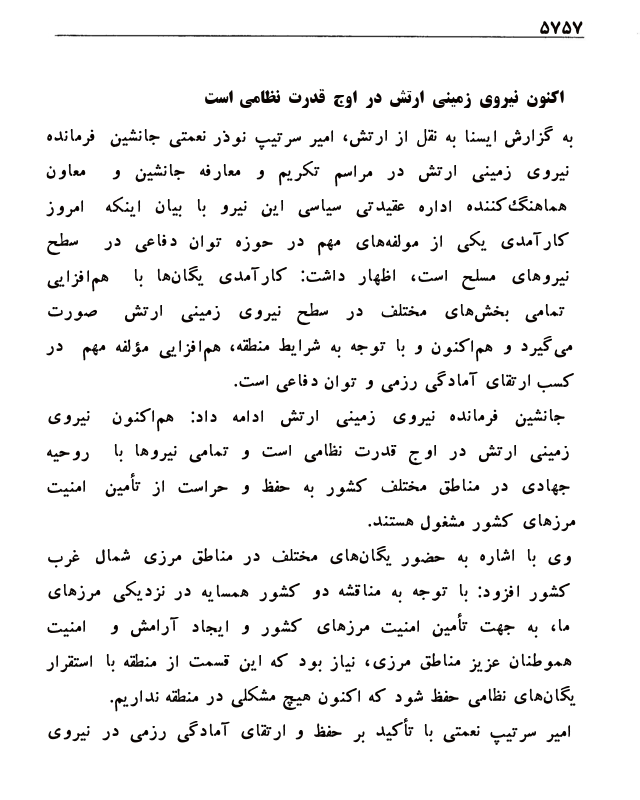 ۵۷۵۷
اکنون نیروی زمینی ارتش در اوج قدرت نظامی است
به گزارش ایسنا به نقل از ارتش، امیر سرتیپ نوذر نعمتی جانشین فرمانده
نیروی زمینی ارتش در مراسم تکریم و معارفه جانشین و معاون
هماهنگ‌کننده اداره عقیدتی سیاسی این نیرو با بیان اینکه امروز
کارآمدی یکی از مولفه‌های مهم در حوزه توان دفاعی در سطح
نیروهای مسلح است، اظهار داشت: کارآمدی یگان‌ها با هم‌افزایی
تمامی بخش‌های مختلف در سطح نیروی زمینی ارتش صورت
می‌گیرد و هم‌اکنون و با توجه به شرایط منطقه، هم‌افزایی مؤلفه مهم در
کسب ارتقای آمادگی رزمی و توان دفاعی است.
جانشین فرمانده نیروی زمینی ارتش ادامه داد: هم‌اکنون نیروی
زمینی ارتش در اوج قدرت نظامی است و تمامی نیروها با روحیه
جهادی در مناطق مختلف کشور به حفظ و حراست از تأمین امنیت
مرزهای کشور مشغول هستند.
وی با اشاره به حضور یگان‌های مختلف در مناطق مرزی شمال غرب
کشور افزود: با توجه به مناقشه دو کشور همسایه در نزدیکی مرزهای
ما، به جهت تأمین امنیت مرزهای کشور و ایجاد آرامش و امنیت
هموطنان عزیز مناطق مرزی، نیاز بود که این قسمت از منطقه با استقرار
یگان‌های نظامی حفظ شود که اکنون هیچ مشکلی در منطقه نداریم.
امیر سرتیپ نعمتی با تأکید بر حفظ و ارتقای آمادگی رزمی در نیروی